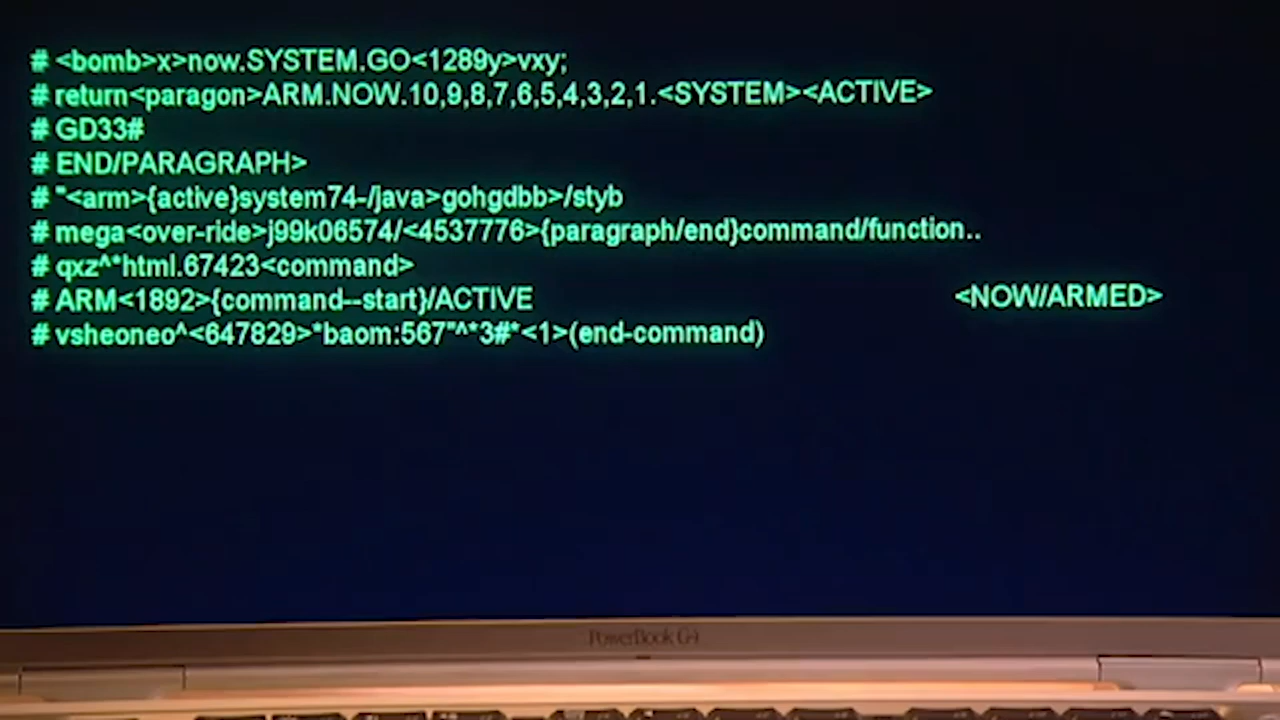 # <bomb>x>now.SYSTEM.GO<1289y>vxy;
# return<paragon>ARM.NOW.10,9,8,7,6,5,4,3,2,1.<SYSTEM><ACTIVE>
# GD33#
# END/PARAGRAPH>
# "<arm>{active}system74-/java>gohgdbb>/styb
# mega<over-ride>j99k06574/<4537776>{paragraph/end}command/function..
# qxz^*html.67423<command>
# ARM<1892>{command--start}/ACTIVE <NOW/ARMED>
# vsheoneo^<647829>*baom:567"^*3#*<1>(end-command)
PowerBook G4